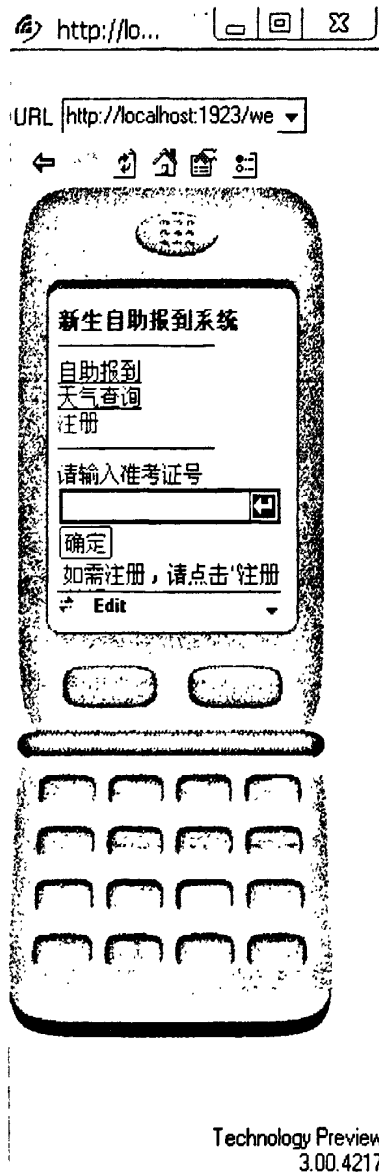 http://lo...
URL http://localhost:1923/we
新生自助报到系统
自助报到
天气查询
注册
请输入准考证号
确定
如需注册，请点击'注册
Edit
Technology Preview
3.00.4217